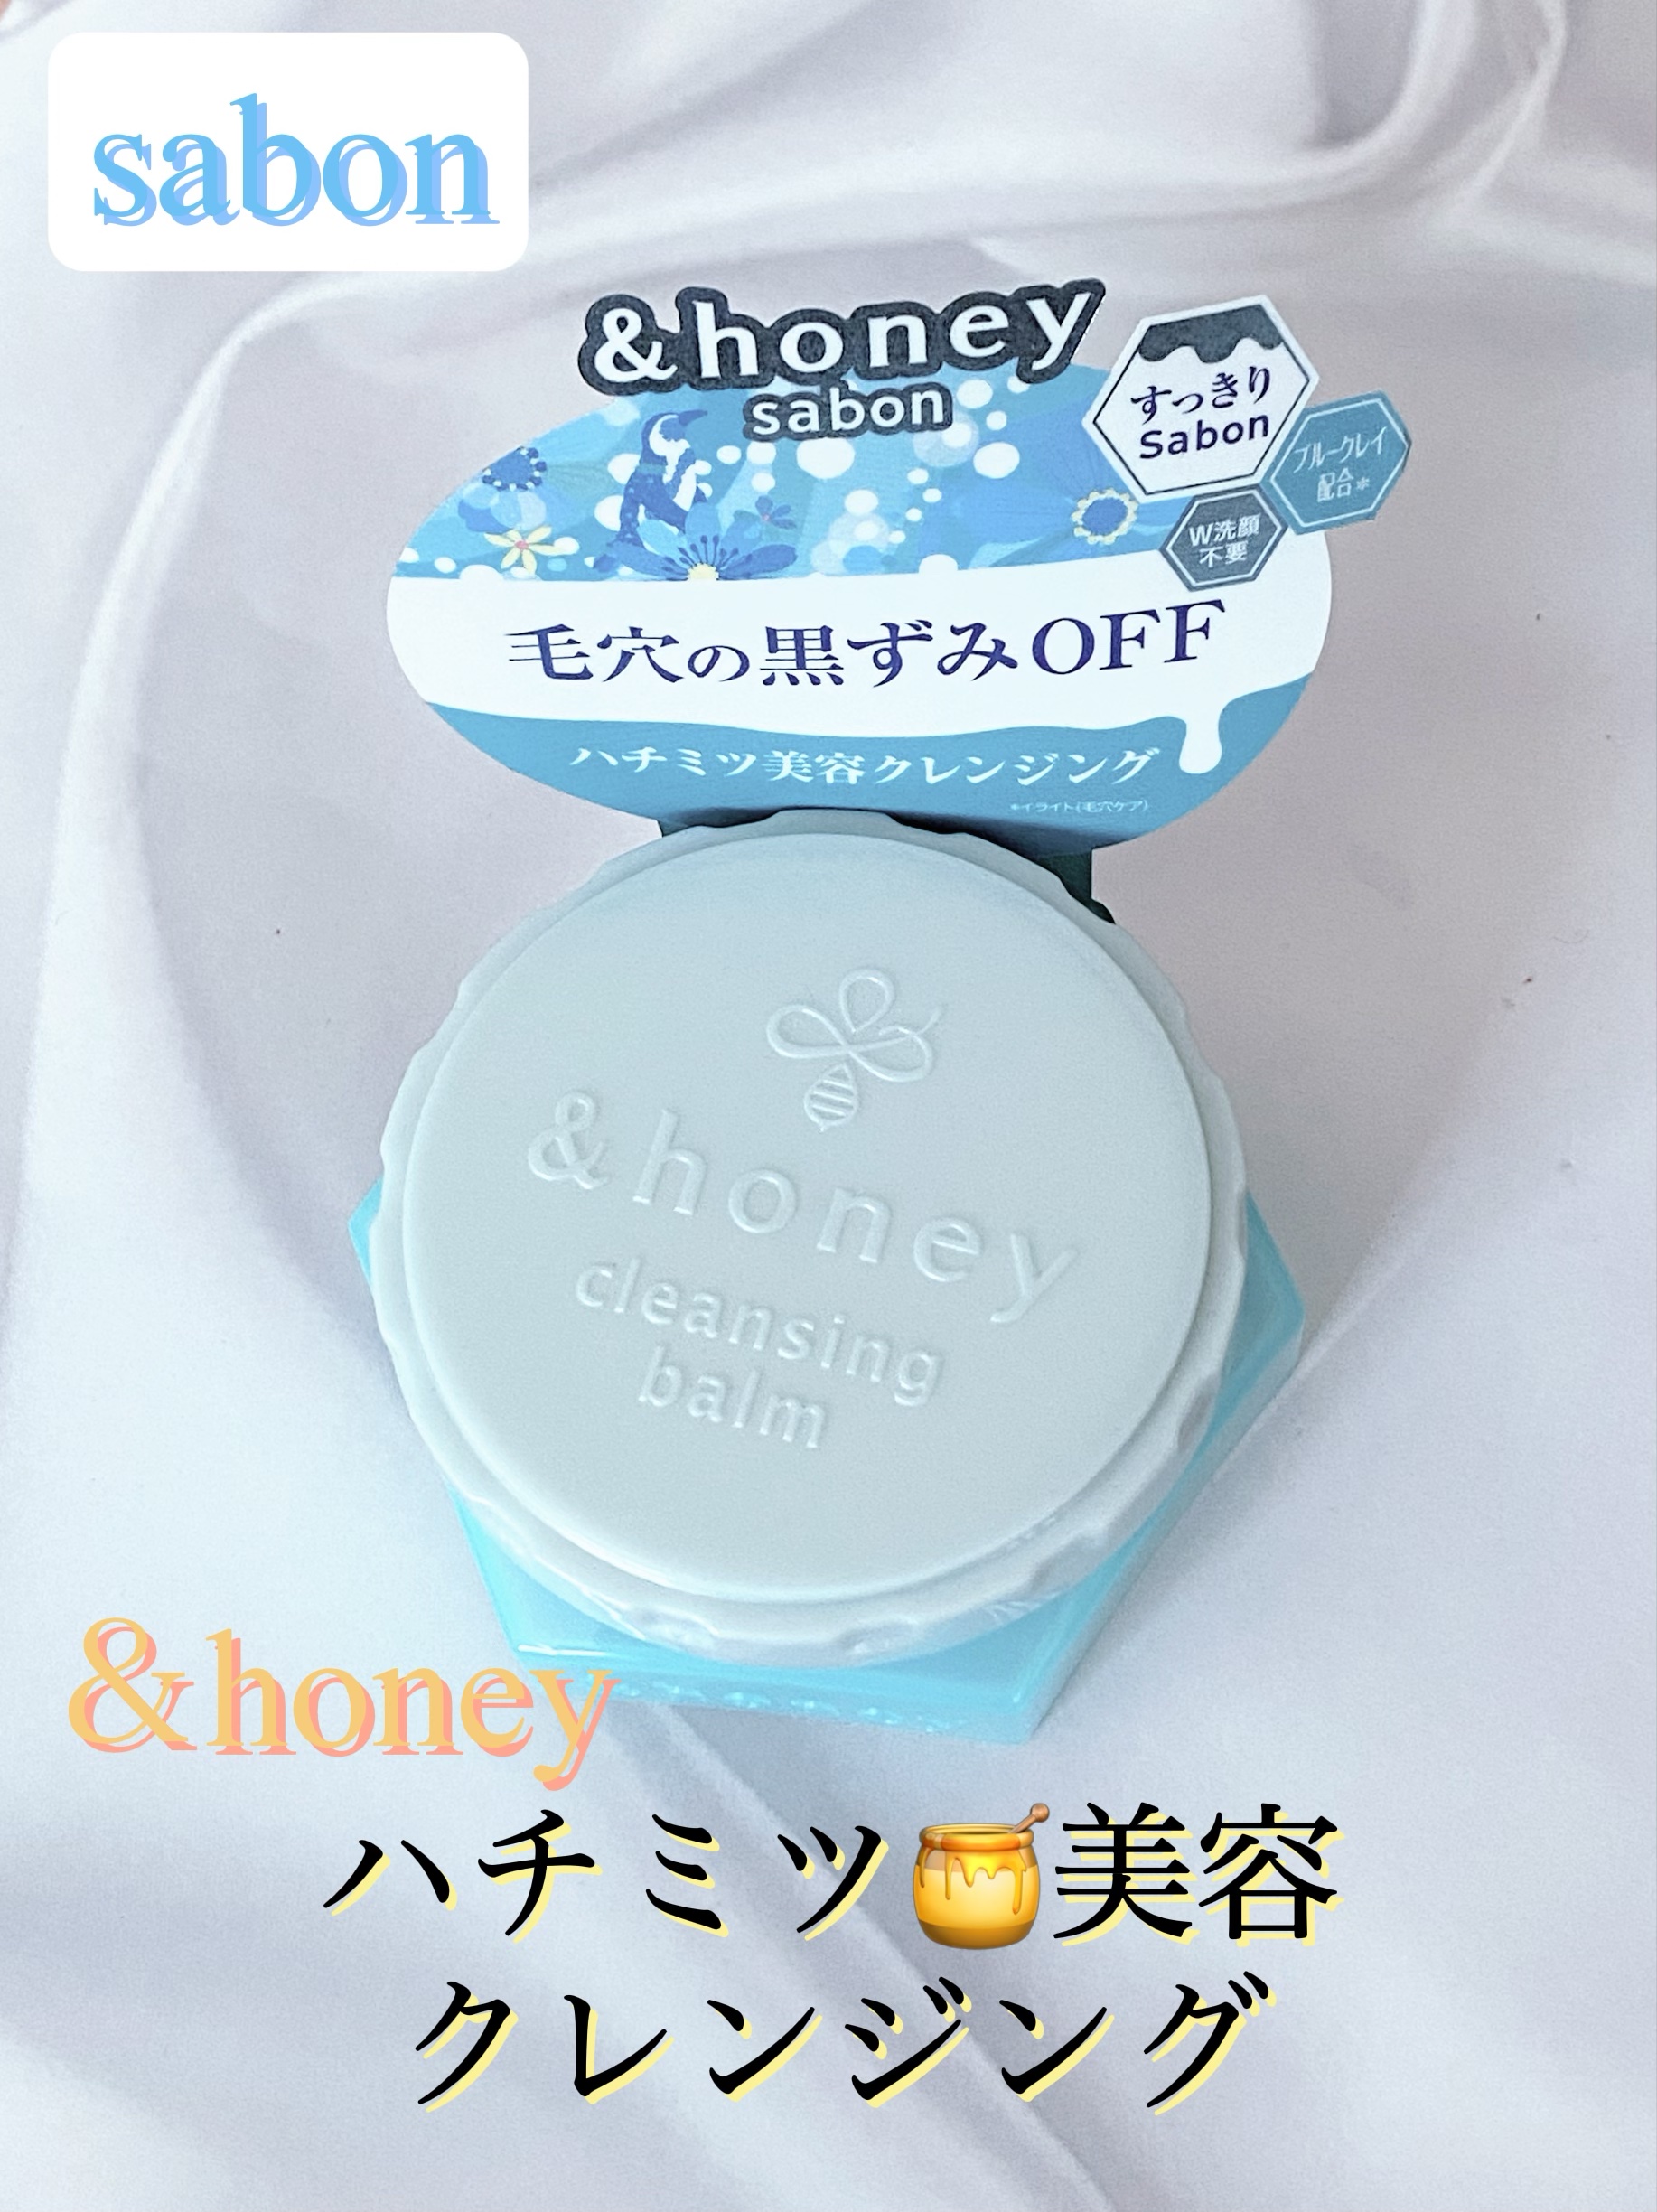 sabon
&honey
sabon
すっきり
Sabon
ブルークレイ
配合*
W洗顔
不要
毛穴の黒ずみOFF
ハチミツ美容クレンジング
*イライト(毛穴ケア)
&honey
cleansing
balm
&honey
ハチミツ🍯美容
クレンジング